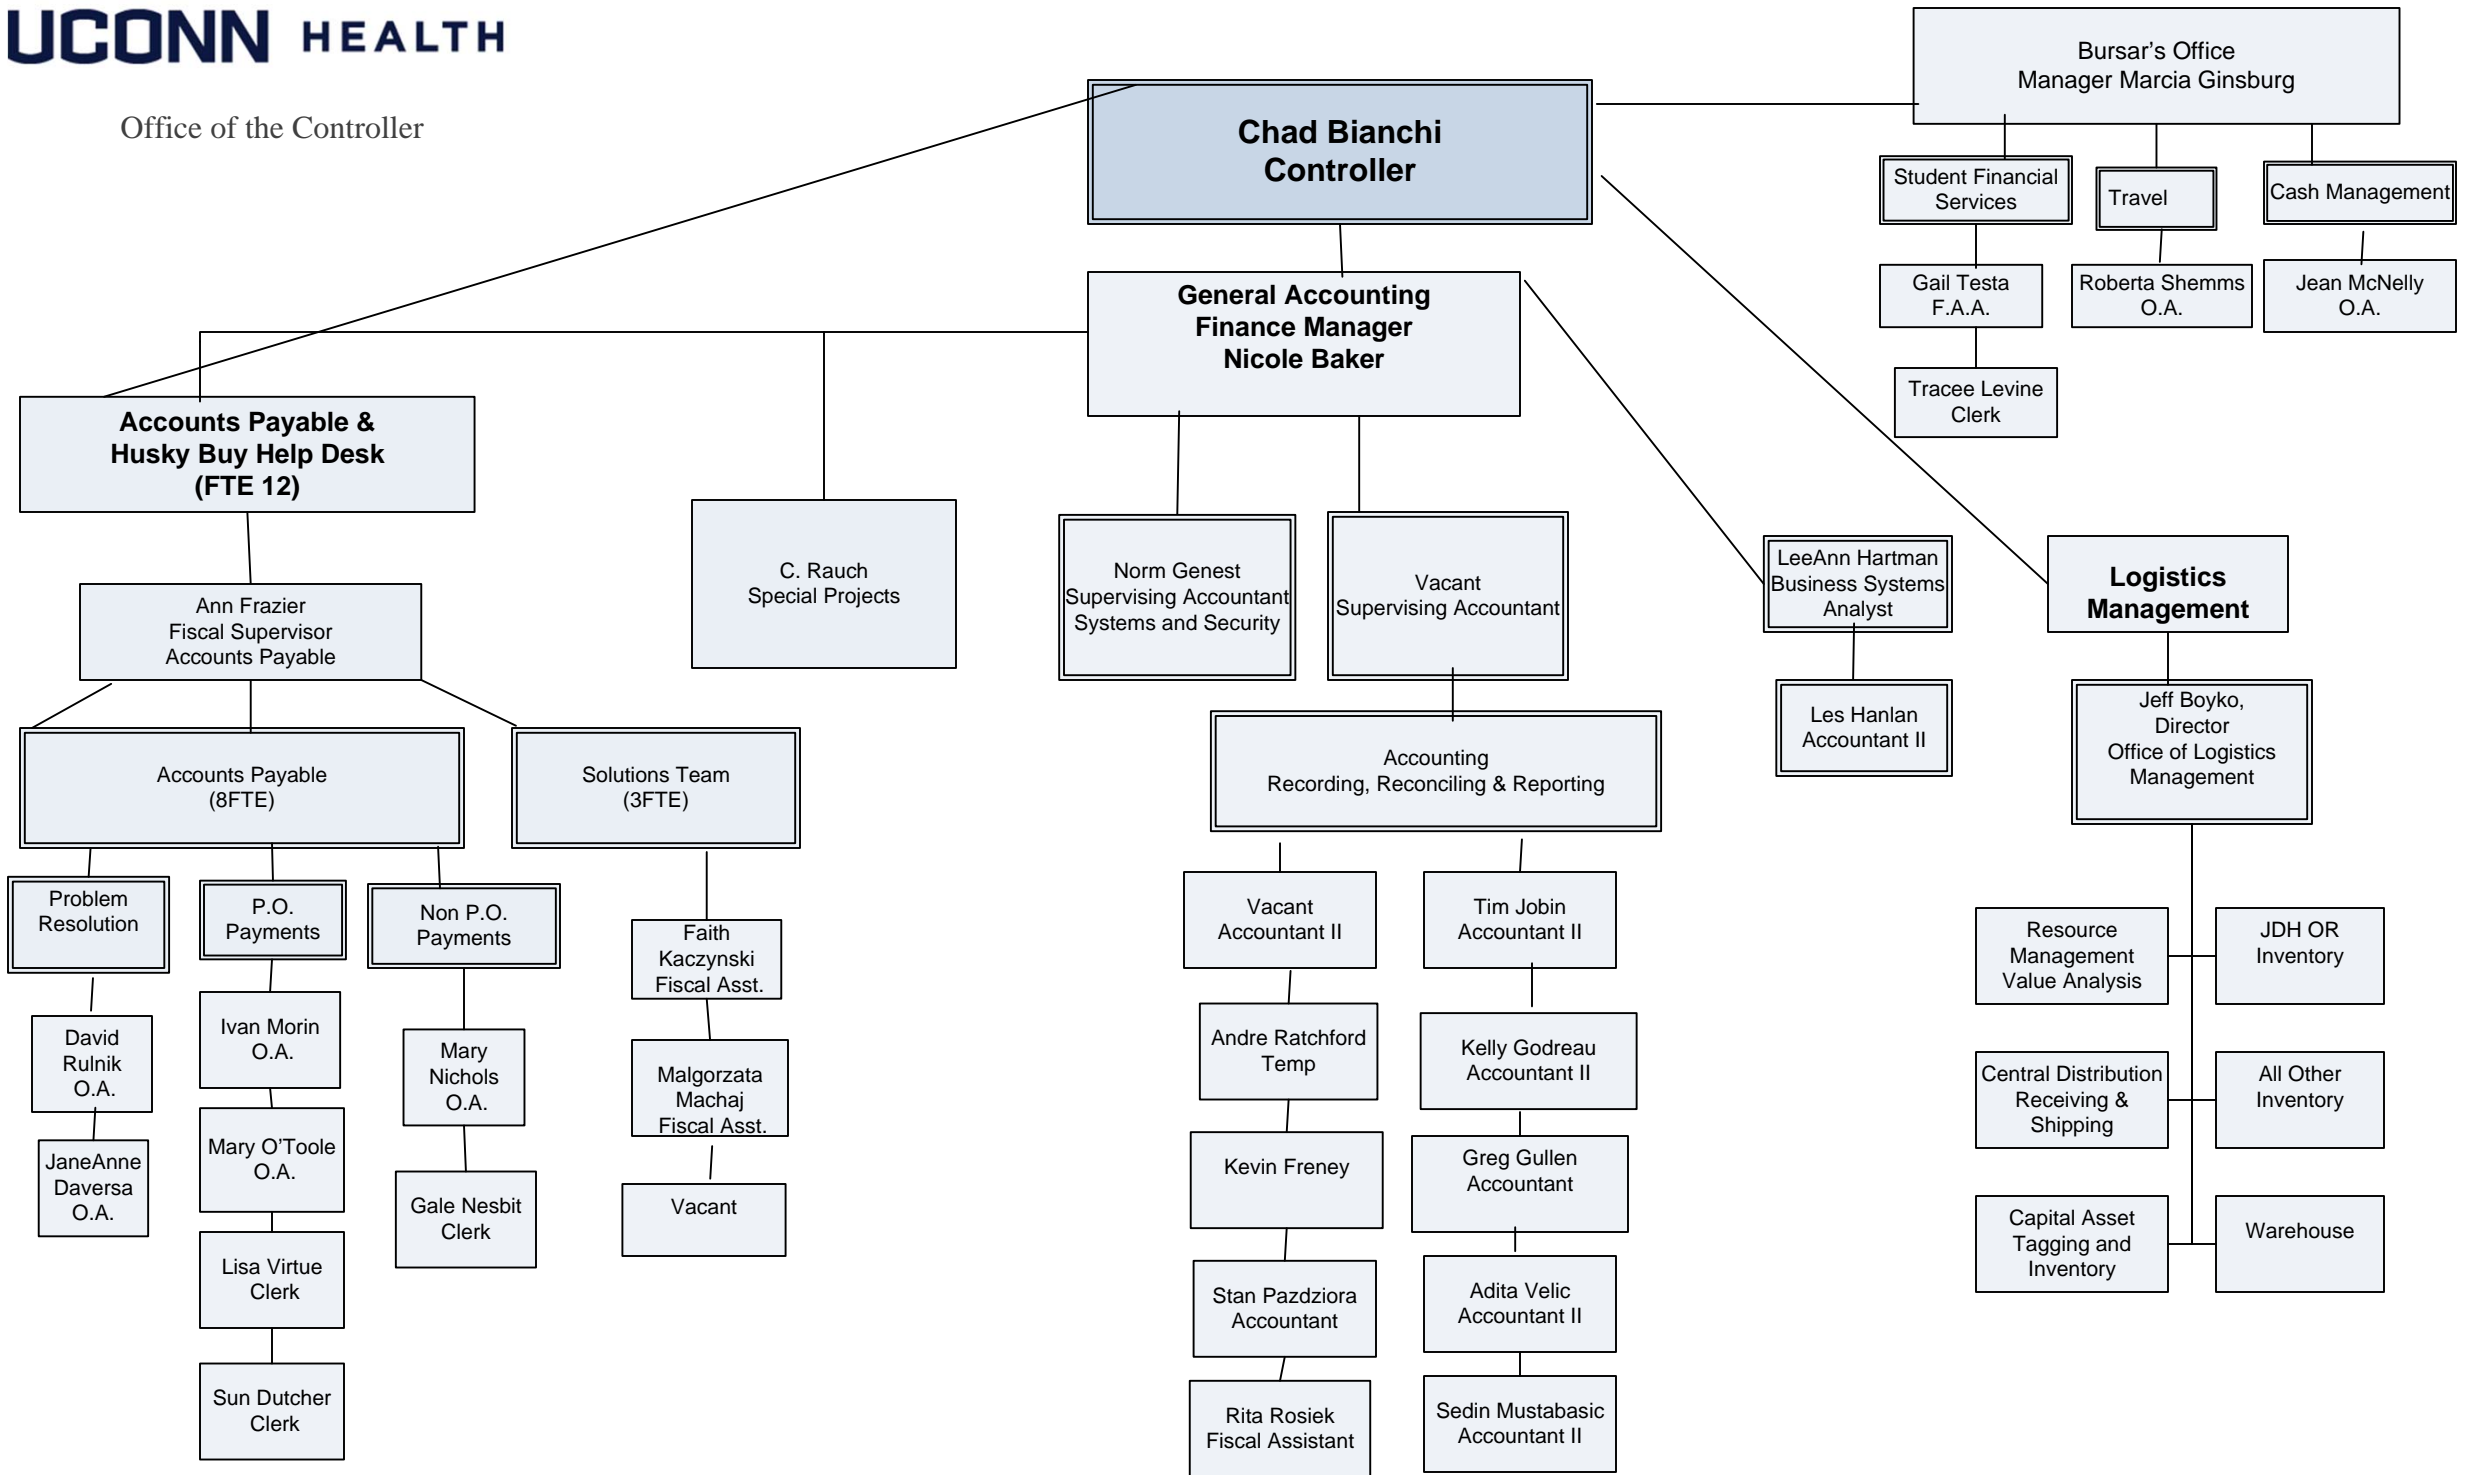 UCONN HEALTH
Office of the Controller
Bursar's Office
Manager Marcia Ginsburg
Chad Bianchi
Controller
Student Financial
Services
Travel
Cash Management
Gail Testa
F.A.A.
Roberta Shemms
O.A.
Jean McNelly
O.A.
Tracee Levine
Clerk
General Accounting
Finance Manager
Nicole Baker
Accounts Payable &
Husky Buy Help Desk
(FTE 12)
C. Rauch
Special Projects
Norm Genest
Supervising Accountant
Systems and Security
Vacant
Supervising Accountant
LeeAnn Hartman
Business Systems
Analyst
Logistics
Management
Ann Frazier
Fiscal Supervisor
Accounts Payable
Les Hanlan
Accountant II
Jeff Boyko,
Director
Office of Logistics
Management
Accounts Payable
(8FTE)
Solutions Team
(3FTE)
Accounting
Recording, Reconciling & Reporting
Problem
Resolution
P.O.
Payments
Non P.O.
Payments
David
Rulnik
O.A.
JaneAnne
Daversa
O.A.
Ivan Morin
O.A.
Mary O'Toole
O.A.
Lisa Virtue
Clerk
Sun Dutcher
Clerk
Mary
Nichols
O.A.
Gale Nesbit
Clerk
Faith
Kaczynski
Fiscal Asst.
Malgorzata
Machaj
Fiscal Asst.
Vacant
Vacant
Accountant II
Andre Ratchford
Temp
Kevin Freney
Stan Pazdziora
Accountant
Rita Rosiek
Fiscal Assistant
Tim Jobin
Accountant II
Kelly Godreau
Accountant II
Greg Gullen
Accountant
Adita Velic
Accountant II
Sedin Mustabasic
Accountant II
Resource
Management
Value Analysis
JDH OR
Inventory
Central Distribution
Receiving &
Shipping
All Other
Inventory
Capital Asset
Tagging and
Inventory
Warehouse